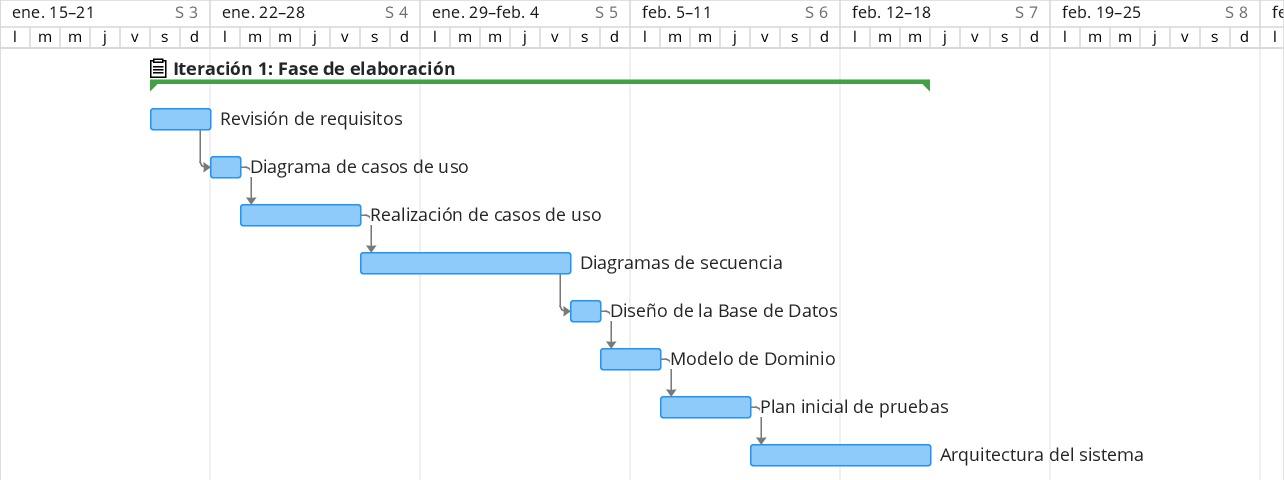 ene. 15–21 S 3 ene. 22–28 S 4 ene. 29–feb. 4 S 5 feb. 5–11 S 6 feb. 12–18 S 7 feb. 19–25 S 8
l m m j v s d l m m j v s d l m m j v s d l m m j v s d l m m j v s d l m m j v s d l
Iteración 1: Fase de elaboración
Revisión de requisitos
Diagrama de casos de uso
Realización de casos de uso
Diagramas de secuencia
Diseño de la Base de Datos
Modelo de Dominio
Plan inicial de pruebas
Arquitectura del sistema